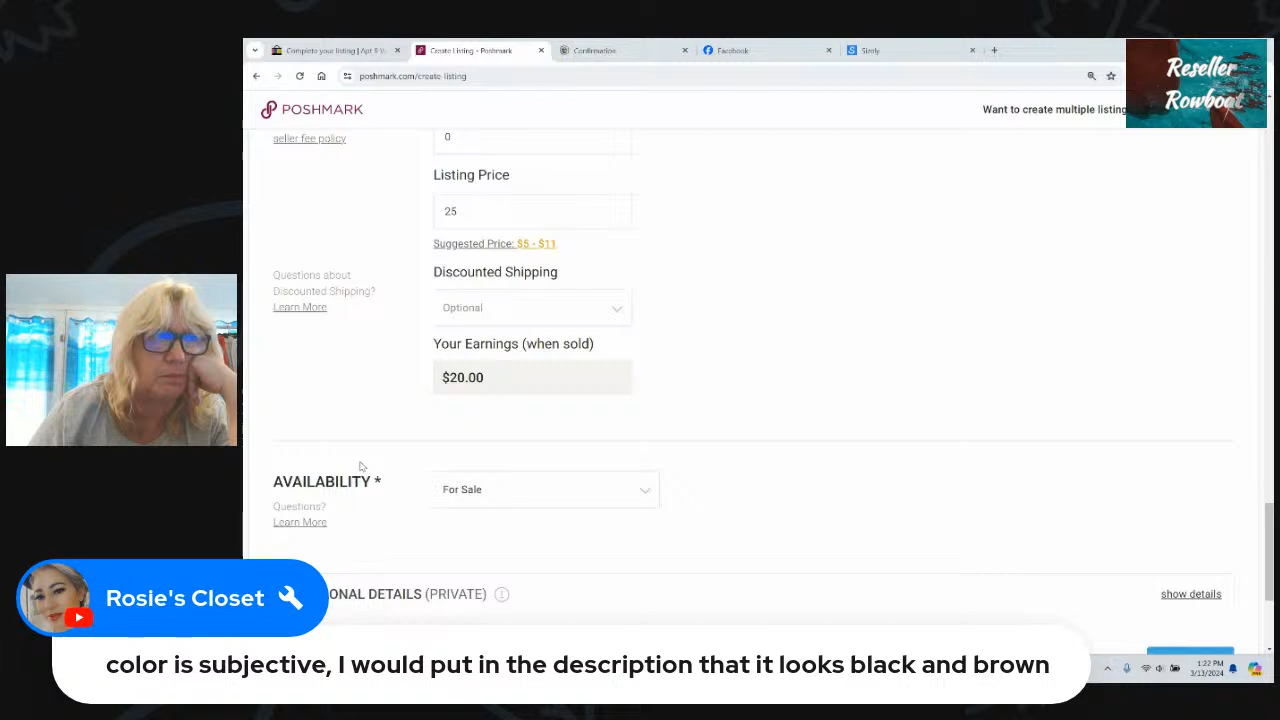 Complete your listing | Apt 9 V
Create Listing - Poshmark
Confirmation
Facebook
poshmark.com/create-listing
Reseller
Rowboat
POSHMARK
Want to create multiple listing
seller fee policy
0
Listing Price
25
Suggested Price: $5 - $11
Questions about
Discounted Shipping?
Learn More
Discounted Shipping
Optional
Your Earnings (when sold)
$20.00
AVAILABILITY *
For Sale
Questions?
Learn More
ONAL DETAILS (PRIVATE)
show details
Rosie's Closet
color is subjective, I would put in the description that it looks black and brown
1:22 PM
3/13/2024